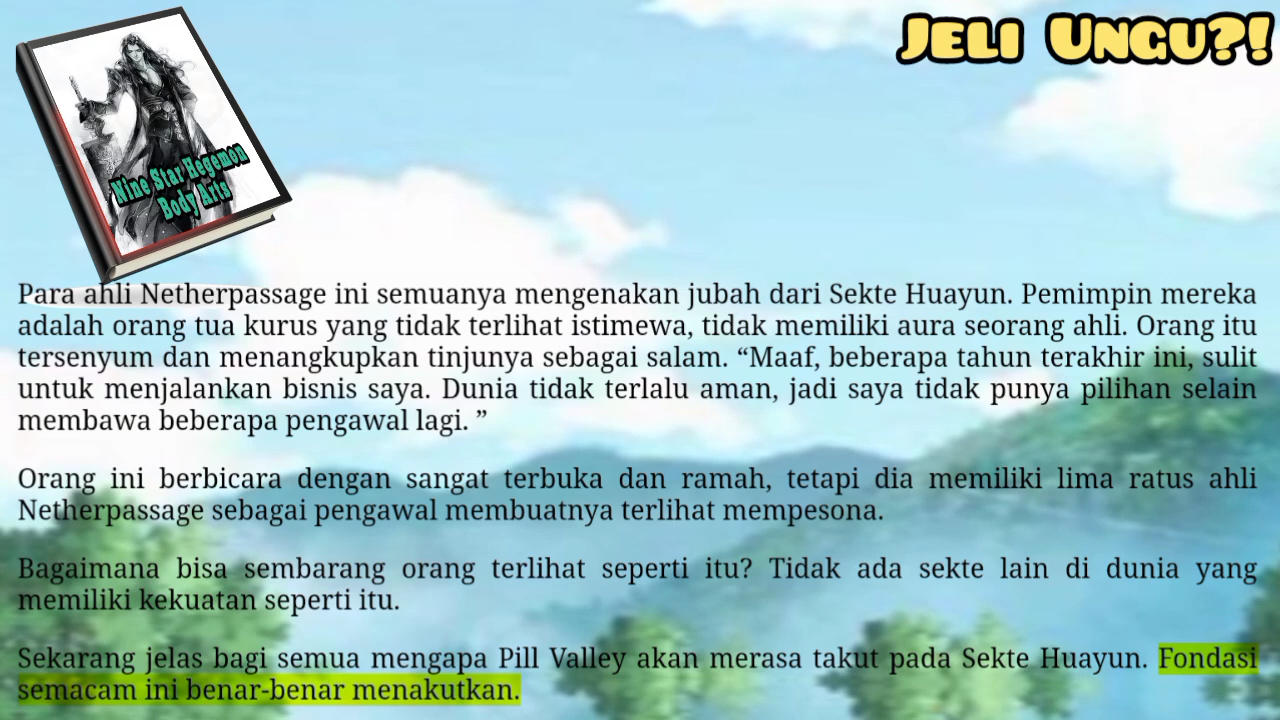 JELI UNGU?!
Nine Star Hegemon
Body Arts
Para ahli Netherpassage ini semuanya mengenakan jubah dari Sekte Huayun. Pemimpin mereka
adalah orang tua kurus yang tidak terlihat istimewa, tidak memiliki aura seorang ahli. Orang itu
tersenyum dan menangkupkan tinjunya sebagai salam. “Maaf, beberapa tahun terakhir ini, sulit
untuk menjalankan bisnis saya. Dunia tidak terlalu aman, jadi saya tidak punya pilihan selain
membawa beberapa pengawal lagi. ”
Orang ini berbicara dengan sangat terbuka dan ramah, tetapi dia memiliki lima ratus ahli
Netherpassage sebagai pengawal membuatnya terlihat mempesona.
Bagaimana bisa sembarang orang terlihat seperti itu? Tidak ada sekte lain di dunia yang
memiliki kekuatan seperti itu.
Sekarang jelas bagi semua mengapa Pill Valley akan merasa takut pada Sekte Huayun. Fondasi
semacam ini benar-benar menakutkan.